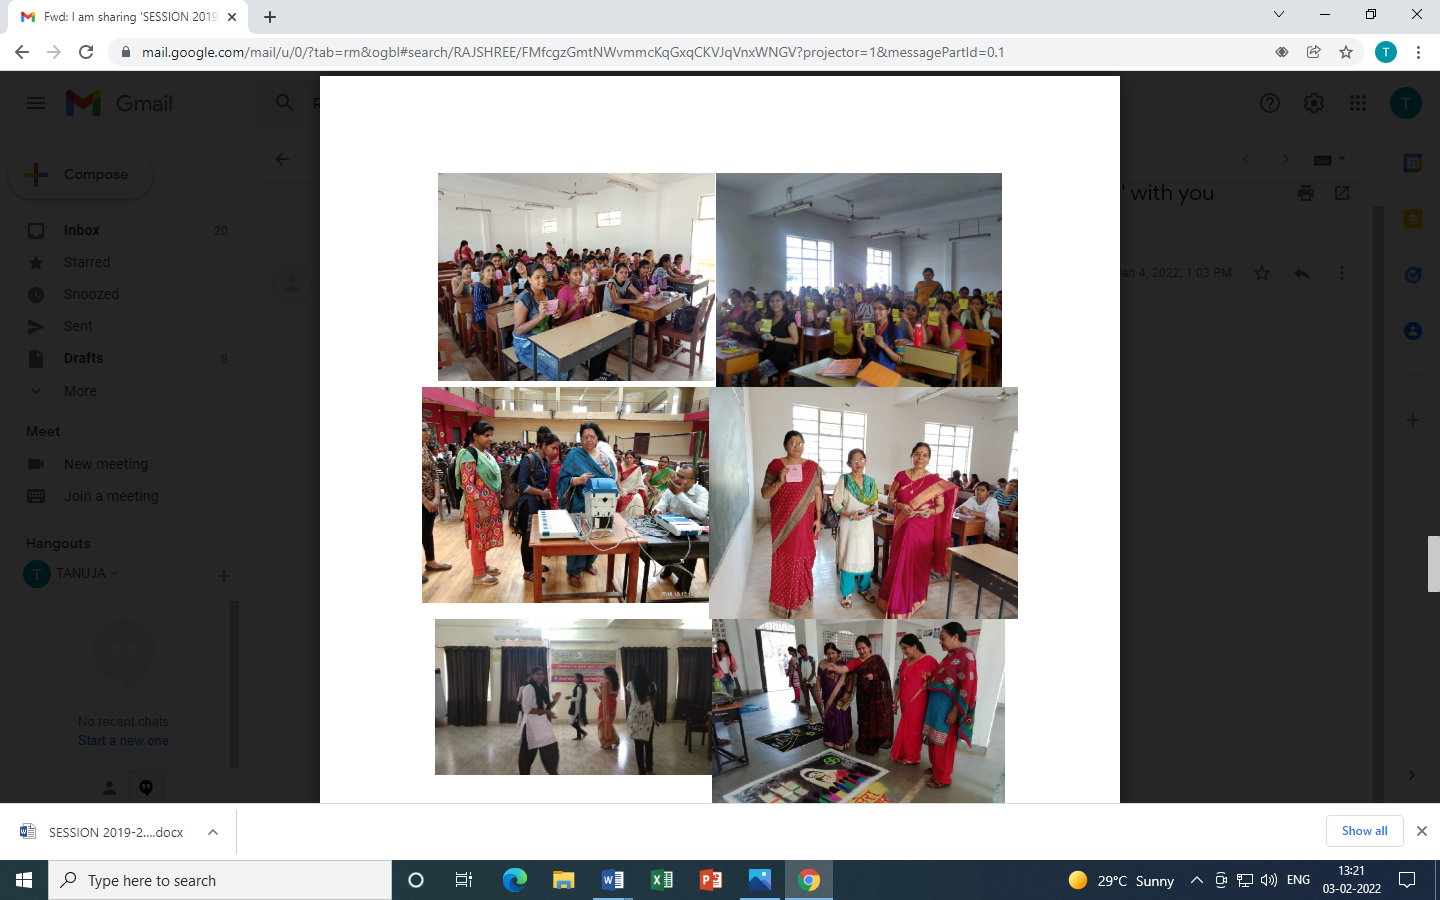 Fwd: I am sharing 'SESSION 2019
mail.google.com/mail/u/0/?tab=rm&ogbl#search/RAJSHREE/FMfcgzGmtNWvmmcKqGxqCKVJqVnxWNGV?projector=1&messagePartId=0.1
T
Gmail
T
Compose
' with you
Inbox 20
Starred
Jan 4, 2022, 1:03 PM
Snoozed
Sent
Drafts 8
More
Meet
New meeting
Join a meeting
Hangouts
T TANUJA
No recent chats
Start a new one
SESSION 2019-2....docx
Show all
Type here to search
29°C Sunny
ENG
13:21
03-02-2022